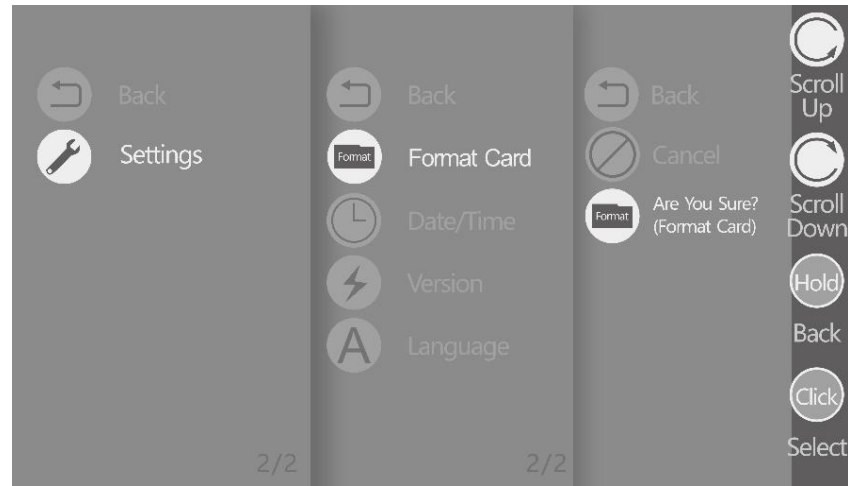 Back
Settings
2/2
Back
Format
Format Card
Date/Time
Version
A
Language
2/2
Back
Cancel
Format
Are You Sure?
(Format Card)
Scroll
Up
Scroll
Down
Hold
Back
Click
Select